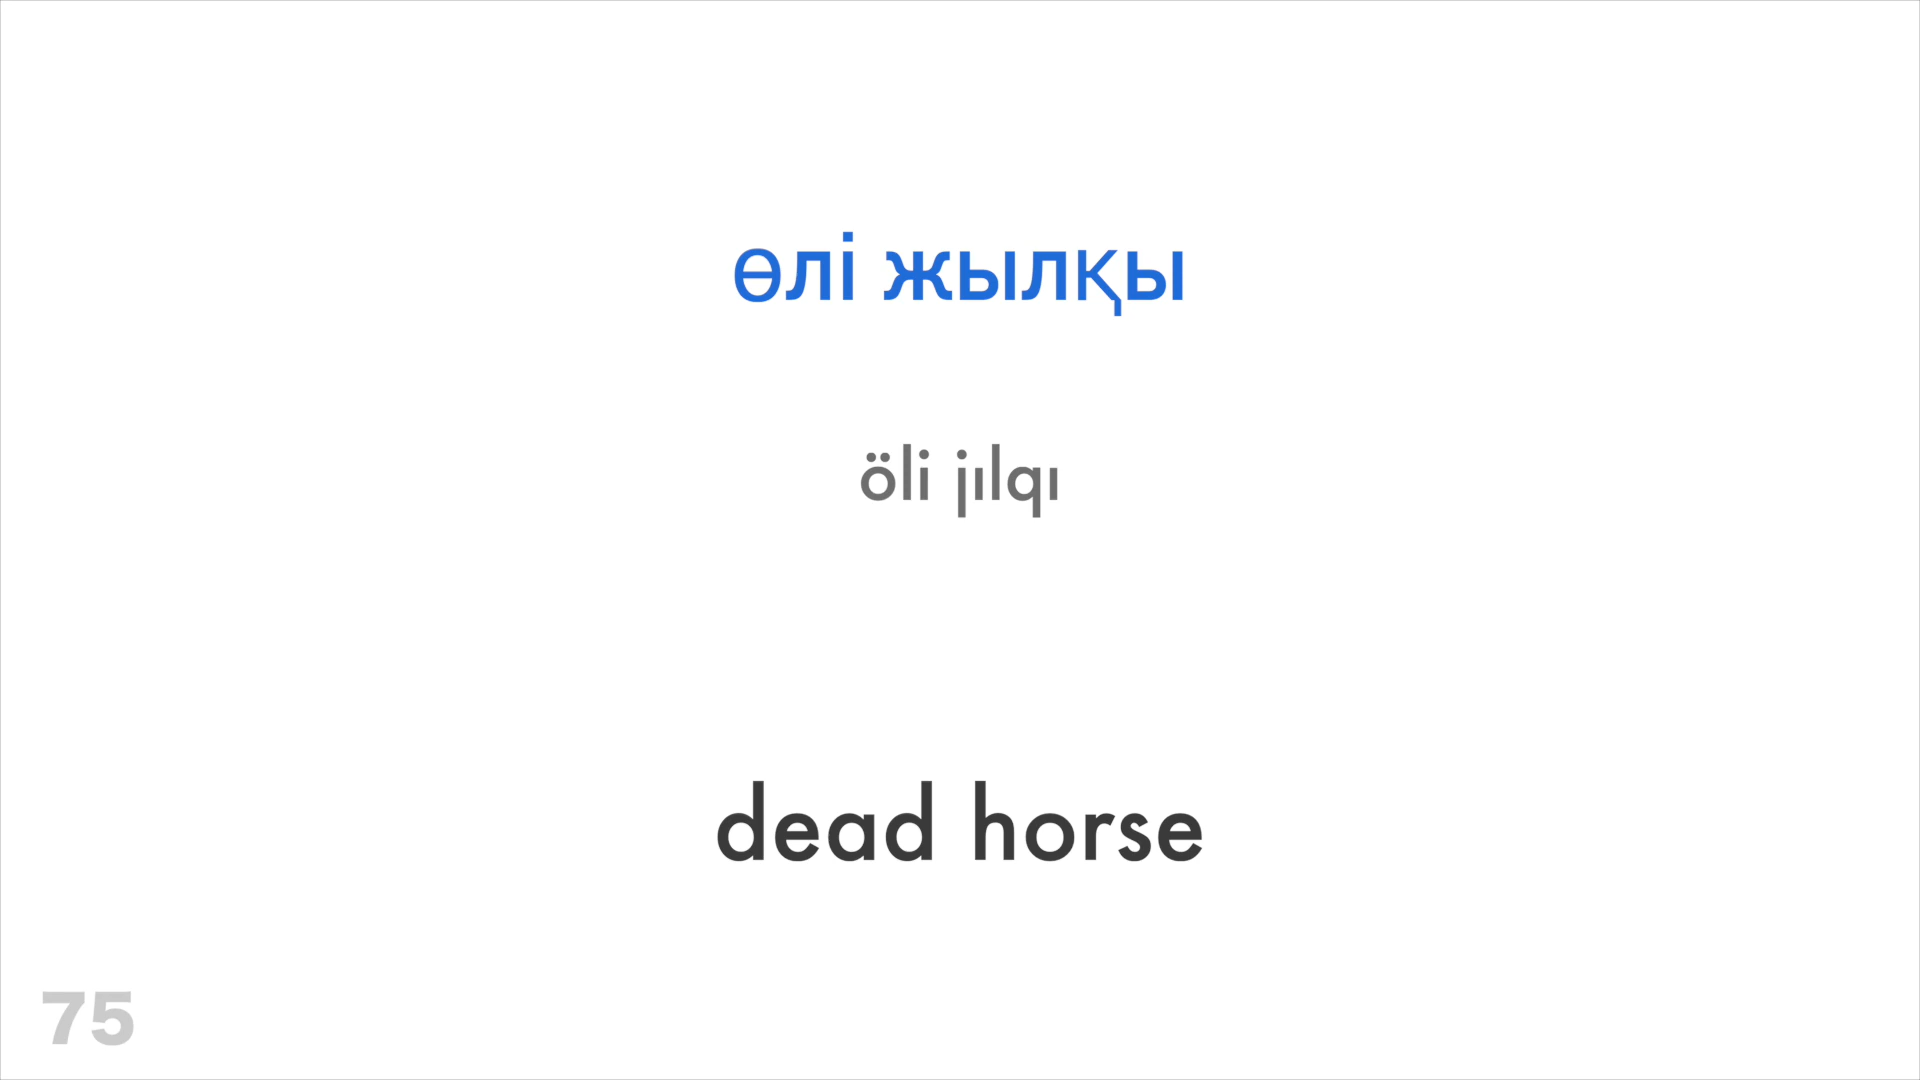 өлі жылқы
öli jılqı
dead horse
75